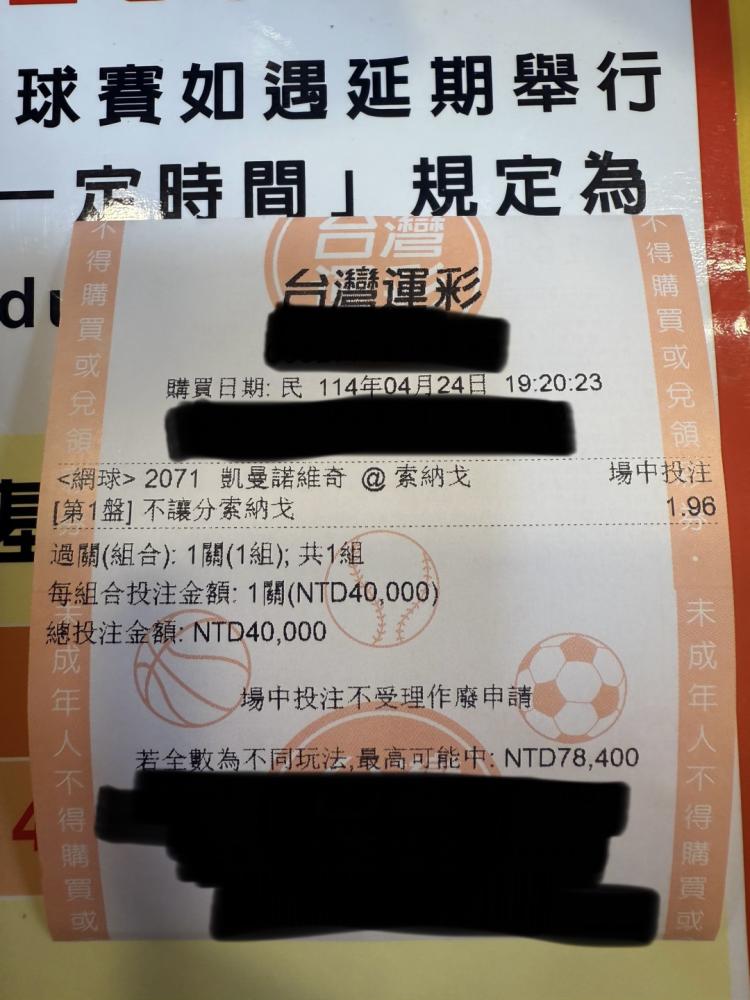 球賽如遇延期舉行
一定時間」規定為
台灣
台灣運彩
購買日期: 民 114年04月24日 19:20:23
<網球> 2071 凱曼諾維奇 @ 索納戈 場中投注
[第1盤] 不讓分索納戈 1.96
過關(組合): 1關(1組); 共1組
每組合投注金額: 1關(NTD40,000)
總投注金額: NTD40,000
場中投注不受理作廢申請
若全數為不同玩法,最高可能中: NTD78,400
不得購買或兌領
未成年人不得購買或
不得購買或兌領
未成年人不得購買或